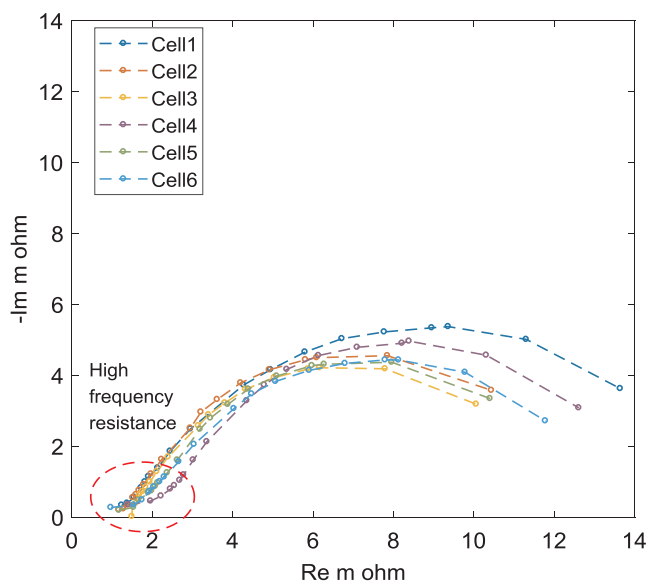 14
12
10
8
6
4
2
0
-Im m ohm
Cell1
Cell2
Cell3
Cell4
Cell5
Cell6
High
frequency
resistance
0 2 4 6 8 10 12 14
Re m ohm